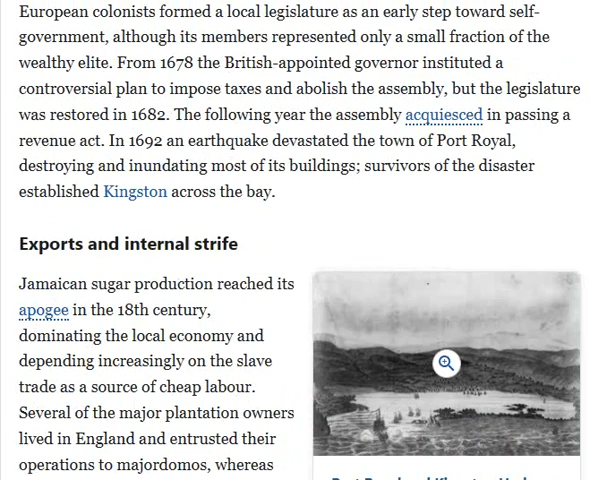 European colonists formed a local legislature as an early step toward self-
government, although its members represented only a small fraction of the
wealthy elite. From 1678 the British-appointed governor instituted a
controversial plan to impose taxes and abolish the assembly, but the legislature
was restored in 1682. The following year the assembly acquiesced in passing a
revenue act. In 1692 an earthquake devastated the town of Port Royal,
destroying and inundating most of its buildings; survivors of the disaster
established Kingston across the bay.
Exports and internal strife
Jamaican sugar production reached its
apogee in the 18th century,
dominating the local economy and
depending increasingly on the slave
trade as a source of cheap labour.
Several of the major plantation owners
lived in England and entrusted their
operations to majordomos, whereas